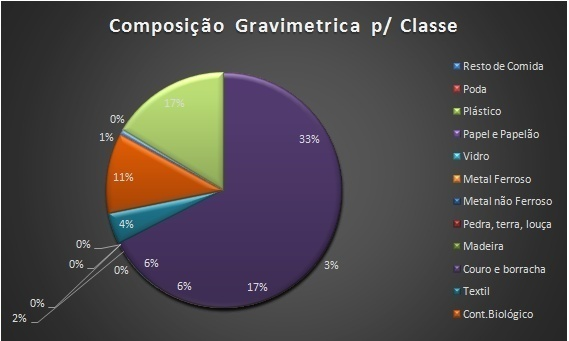 Composição Gravimetrica p/ Classe
17%
0%
1%
11%
4%
0%
0%
0%
2%
0%
6%
6%
17%
3%
33%
Resto de Comida
Poda
Plástico
Papel e Papelão
Vidro
Metal Ferroso
Metal não Ferroso
Pedra, terra, louça
Madeira
Couro e borracha
Textil
Cont.Biológico